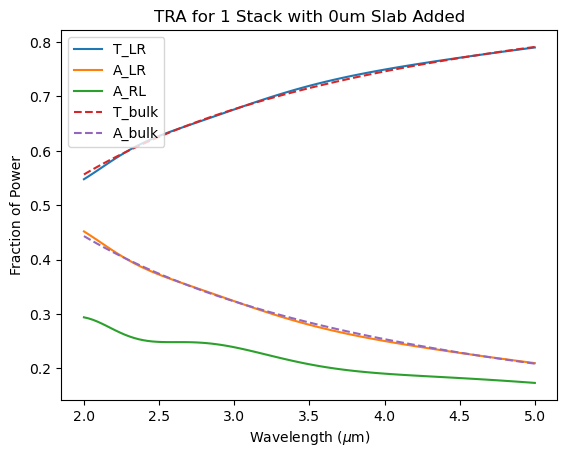 TRA for 1 Stack with 0um Slab Added
T_LR
A_LR
A_RL
T_bulk
A_bulk
0.8
0.7
0.6
0.5
0.4
0.3
0.2
Fraction of Power
2.0
2.5
3.0
3.5
4.0
4.5
5.0
Wavelength (μm)